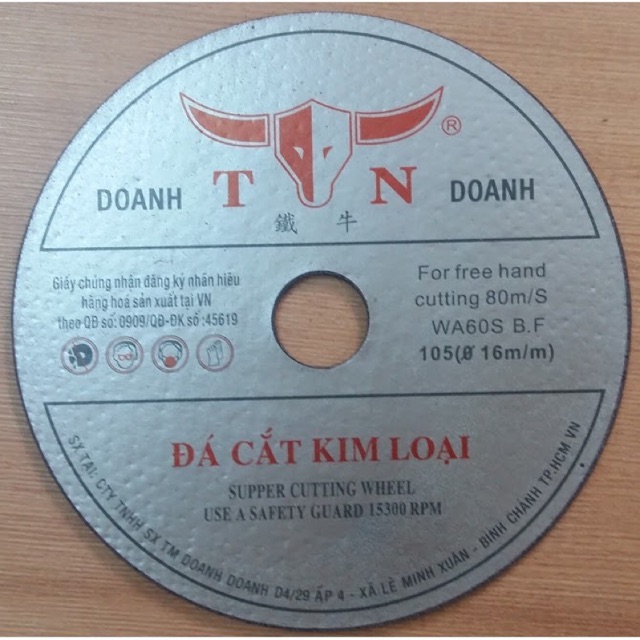 ®
DOANH T N DOANH
鐵 牛
Giấy chứng nhận đăng ký nhãn hiệu
hàng hoá sản xuất tại VN
theo QĐ số: 0909/QĐ-ĐK số :45619
For free hand
cutting 80m/S
WA60S B.F
105(Ø 16m/m)
ĐÁ CẮT KIM LOẠI
SUPPER CUTTING WHEEL
USE A SAFETY GUARD 15300 RPM
SX TẠI: CTY TNHH SX TM DOANH DOANH D4/29 ẤP 4 - XÃ LÊ MINH XUÂN - BÌNH CHÁNH TP.HCM VN